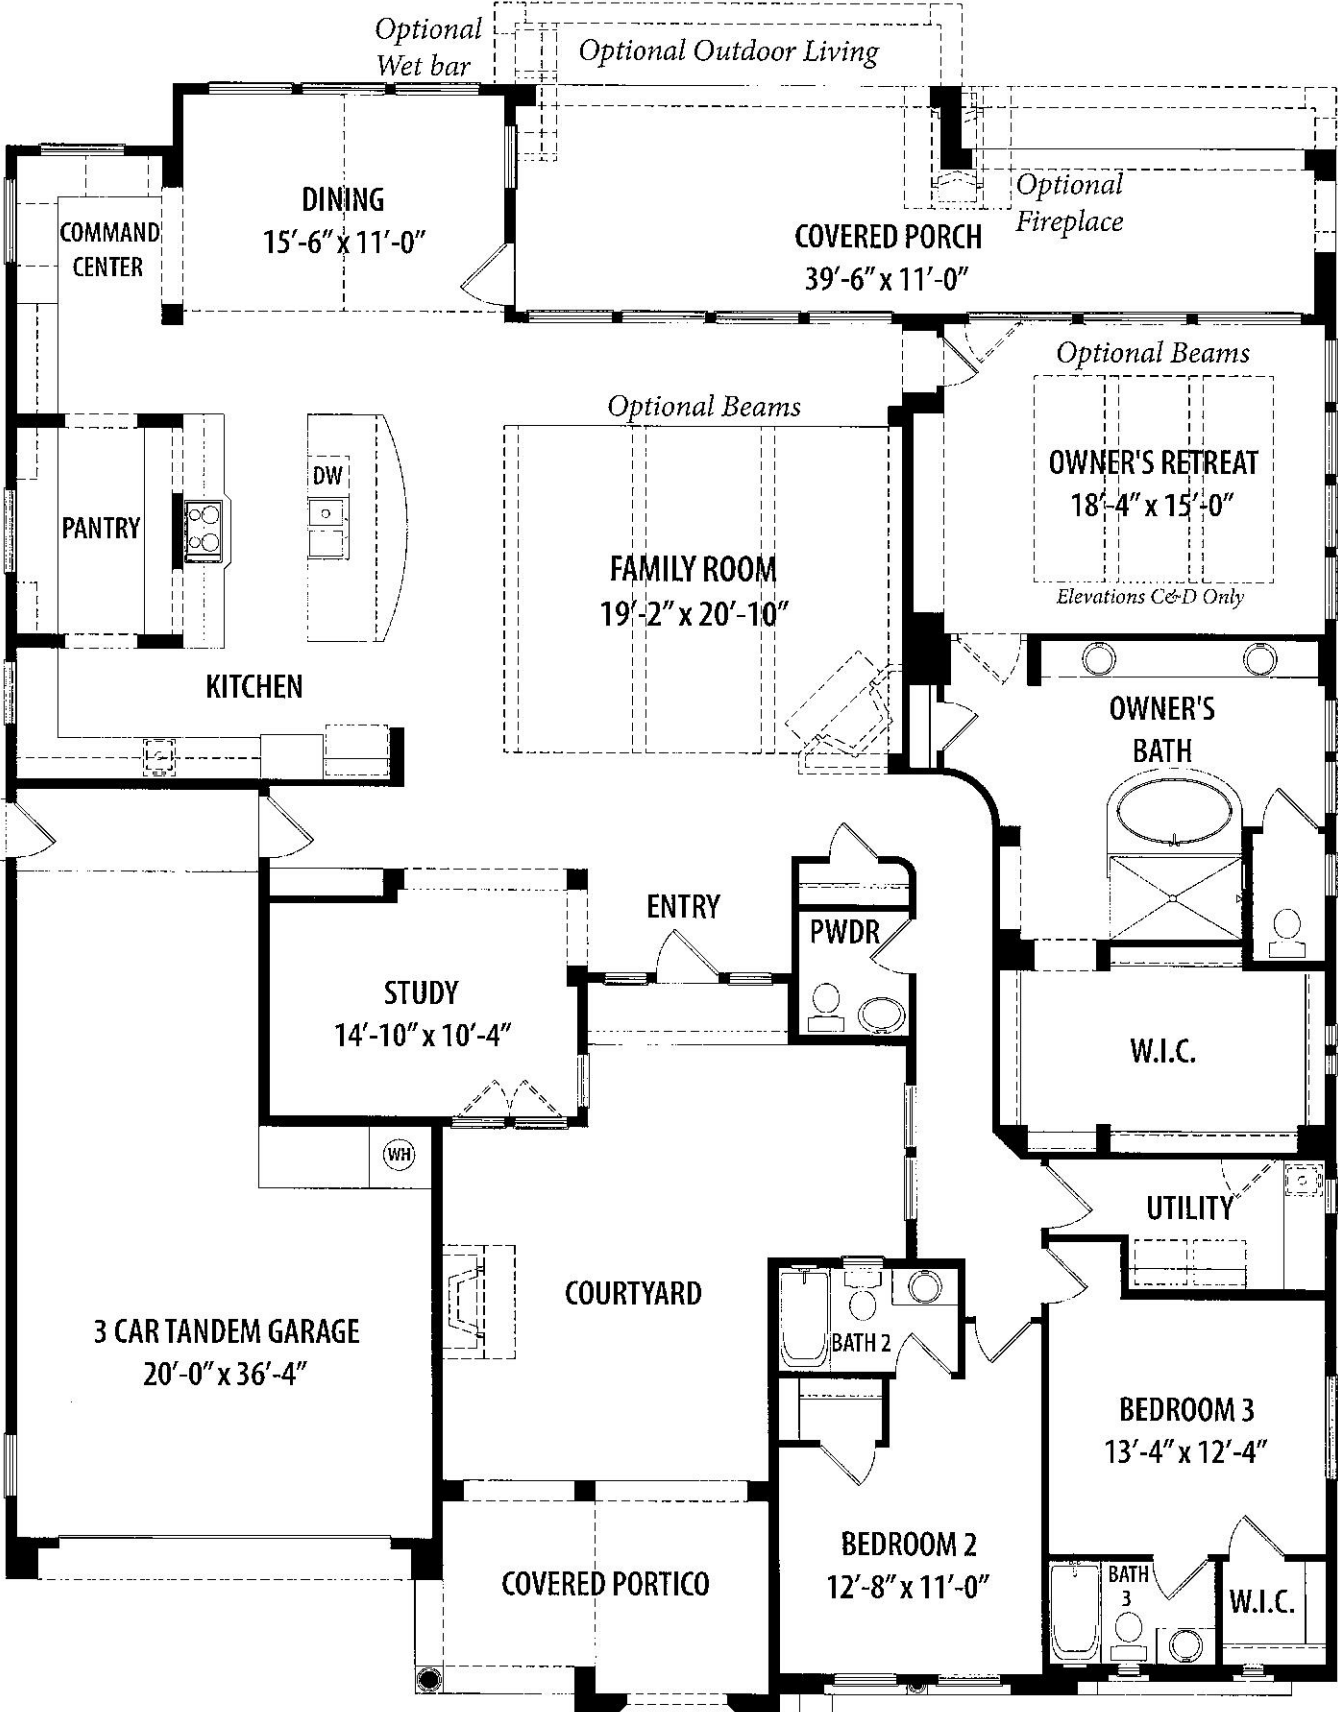 Optional
Wet bar
Optional Outdoor Living
DINING
15'-6" x 11'-0"
COMMAND
CENTER
Optional
Fireplace
COVERED PORCH
39'-6" x 11'-0"
Optional Beams
Optional Beams
OWNER'S RETREAT
18'-4" x 15'-0"
Elevations C&D Only
DW
PANTRY
FAMILY ROOM
19'-2" x 20'-10"
KITCHEN
OWNER'S
BATH
ENTRY
PWDR
STUDY
14'-10" x 10'-4"
W.I.C.
WH
UTILITY
COURTYARD
3 CAR TANDEM GARAGE
20'-0" x 36'-4"
BATH 2
BEDROOM 3
13'-4" x 12'-4"
BEDROOM 2
12'-8" x 11'-0"
COVERED PORTICO
BATH
3
W.I.C.